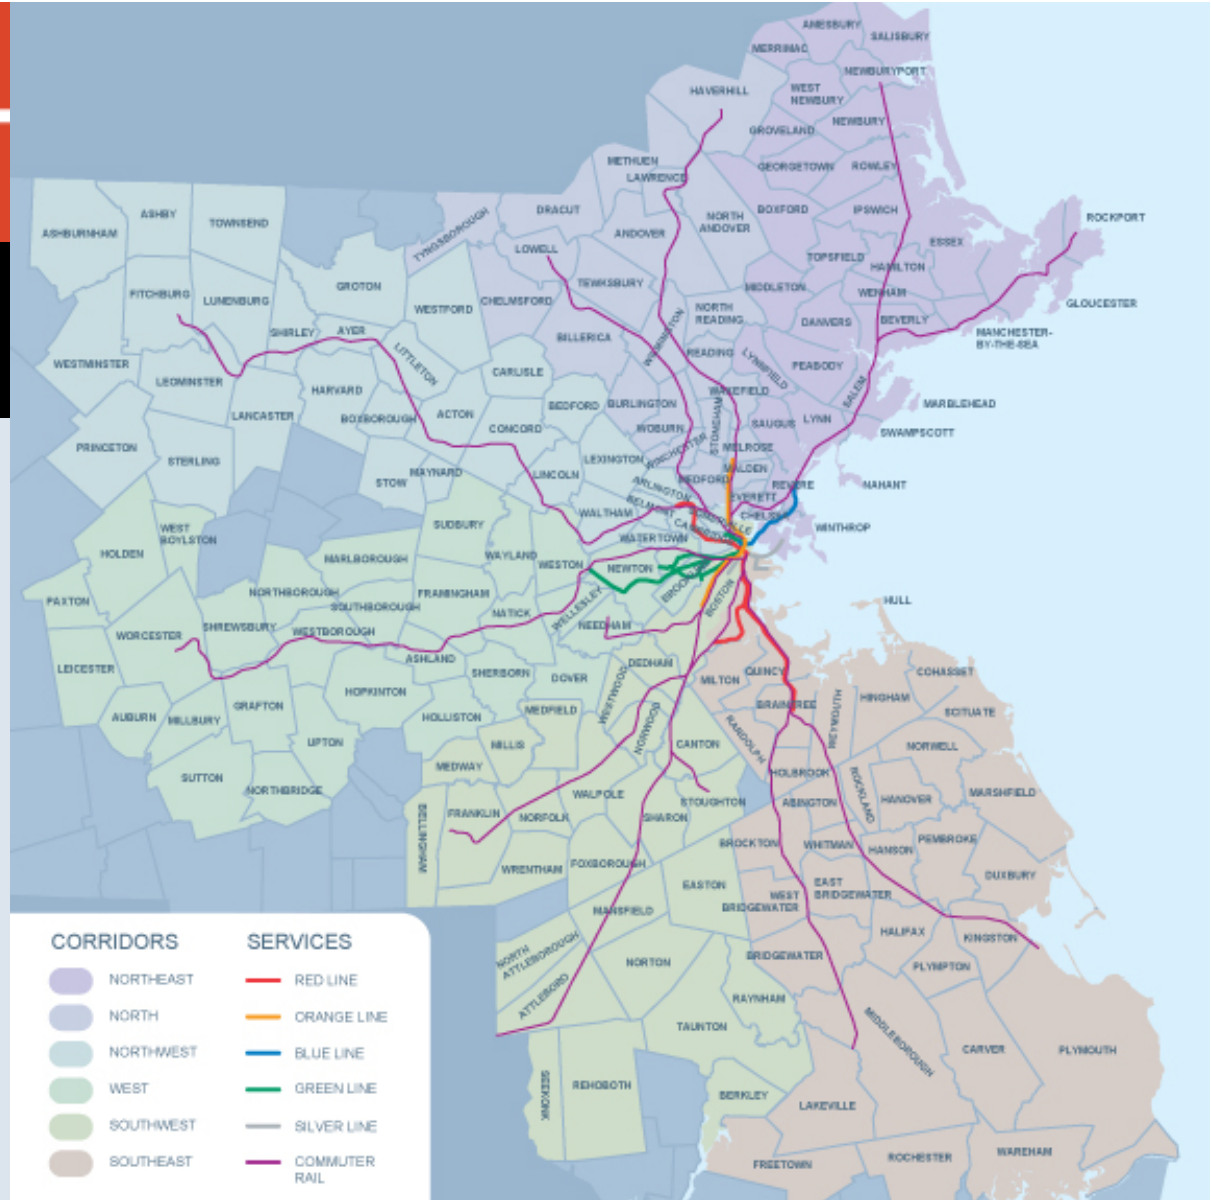 AMESBURY
SALISBURY
MERRIMAC
NEWBURYPORT
HAVERHILL
WEST
NEWBURY
NEWBURY
GROVELAND
METHUEN
GEORGETOWN
ROWLEY
LAWRENCE
TYNGSBOROUGH
DRACUT
BOXFORD
IPSWICH
NORTH
ANDOVER
ROCKPORT
ASHBY
TOWNSEND
ASHBURNHAM
ANDOVER
ESSEX
LOWELL
TOPSFIELD
HAMILTON
TEWKSBURY
GROTON
MIDDLETON
WENHAM
FITCHBURG
LUNENBURG
CHELMSFORD
WESTFORD
GLOUCESTER
NORTH
READING
DANVERS
BEVERLY
MANCHESTER-
BY-THE-SEA
SHIRLEY
AYER
BILLERICA
WILMINGTON
READING
LYNNFIELD
PEABODY
WESTMINSTER
LITTLETON
CARLISLE
LEOMINSTER
HARVARD
WAKEFIELD
SALEM
MARBLEHEAD
BEDFORD
BURLINGTON
LANCASTER
BOXBOROUGH
ACTON
STONEHAM
SAUGUS
LYNN
CONCORD
WOBURN
SWAMPSCOTT
PRINCETON
STERLING
LEXINGTON
WINCHESTER
MELROSE
MALDEN
MAYNARD
LINCOLN
STOW
ARLINGTON
MEDFORD
REVERE
NAHANT
BELMONT
EVERETT
WALTHAM
SOMERVILLE
CHELSEA
WEST
BOYLSTON
SUDBURY
CAMBRIDGE
WINTHROP
WATERTOWN
HOLDEN
MARLBOROUGH
WAYLAND
WESTON
NEWTON
BROOKLINE
PAXTON
NORTHBOROUGH
FRAMINGHAM
SOUTHBOROUGH
NATICK
WELLESLEY
BOSTON
HULL
SHREWSBURY
WESTBOROUGH
NEEDHAM
WORCESTER
ASHLAND
DEDHAM
LEICESTER
SHERBORN
DOVER
MILTON
QUINCY
COHASSET
HOPKINTON
WESTWOOD
HINGHAM
GRAFTON
BRAINTREE
WEYMOUTH
SCITUATE
AUBURN
MILLBURY
HOLLISTON
MEDFIELD
NORWOOD
RANDOLPH
UPTON
MILLIS
CANTON
NORWELL
MEDWAY
HOLBROOK
SUTTON
NORTHBRIDGE
WALPOLE
STOUGHTON
ABINGTON
ROCKLAND
HANOVER
MARSHFIELD
BELLINGHAM
FRANKLIN
NORFOLK
SHARON
BROCKTON
WHITMAN
HANSON
PEMBROKE
WRENTHAM
FOXBOROUGH
DUXBURY
EASTON
EAST
BRIDGEWATER
WEST
BRIDGEWATER
MANSFIELD
HALIFAX
KINGSTON
NORTH
ATTLEBOROUGH
BRIDGEWATER
NORTON
PLYMPTON
ATTLEBORO
RAYNHAM
TAUNTON
MIDDLEBOROUGH
CARVER
PLYMOUTH
SEEKONK
REHOBOTH
BERKLEY
LAKEVILLE
FREETOWN
ROCHESTER
WAREHAM
CORRIDORS
NORTHEAST
NORTH
NORTHWEST
WEST
SOUTHWEST
SOUTHEAST
SERVICES
RED LINE
ORANGE LINE
BLUE LINE
GREEN LINE
SILVER LINE
COMMUTER
RAIL